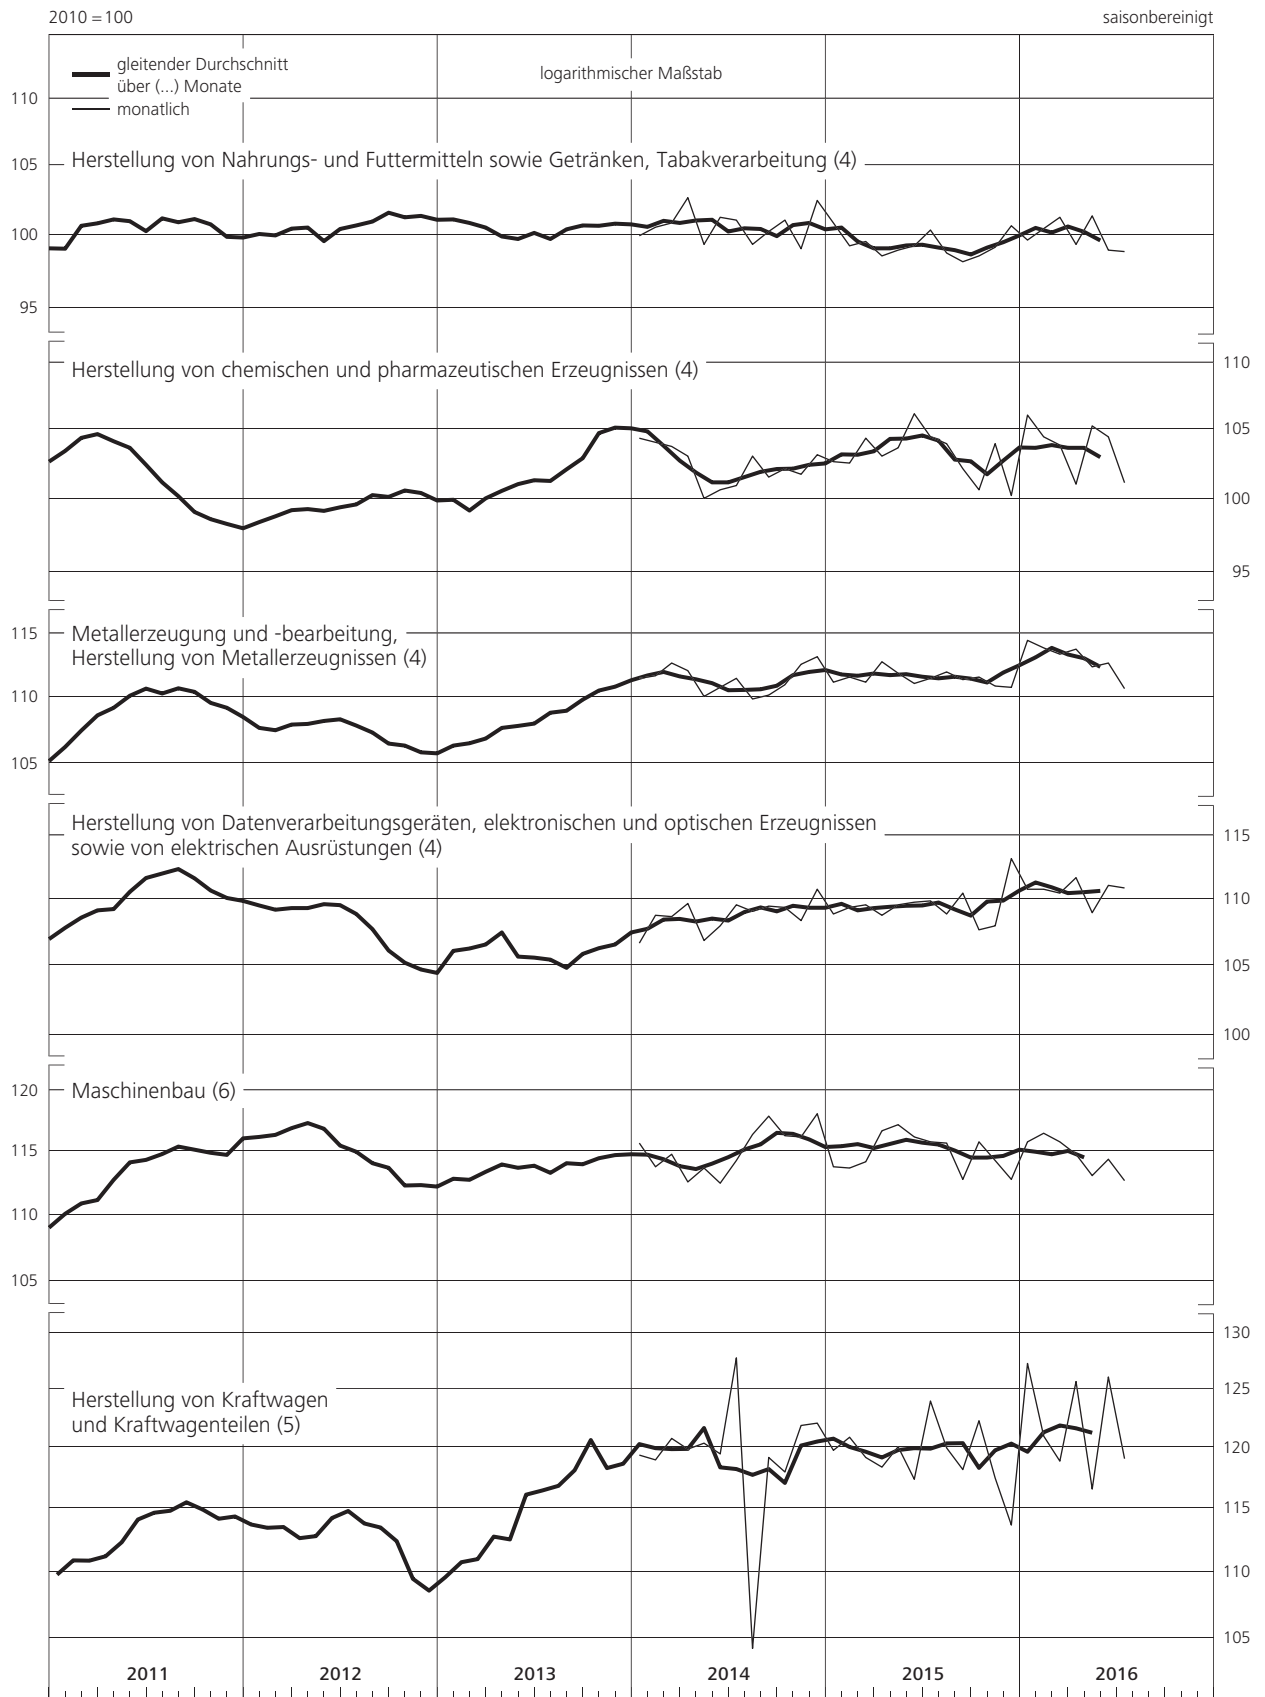 2010 = 100
saisonbereinigt
gleitender Durchschnitt
über (...) Monate
monatlich
logarithmischer Maßstab
110
105
Herstellung von Nahrungs- und Futtermitteln sowie Getränken, Tabakverarbeitung (4)
100
95
Herstellung von chemischen und pharmazeutischen Erzeugnissen (4)
110
105
100
95
115
Metallerzeugung und -bearbeitung,
Herstellung von Metallerzeugnissen (4)
110
105
Herstellung von Datenverarbeitungsgeräten, elektronischen und optischen Erzeugnissen
sowie von elektrischen Ausrüstungen (4)
115
110
105
100
120
Maschinenbau (6)
115
110
105
130
125
Herstellung von Kraftwagen
und Kraftwagenteilen (5)
120
115
110
105
2011 2012 2013 2014 2015 2016